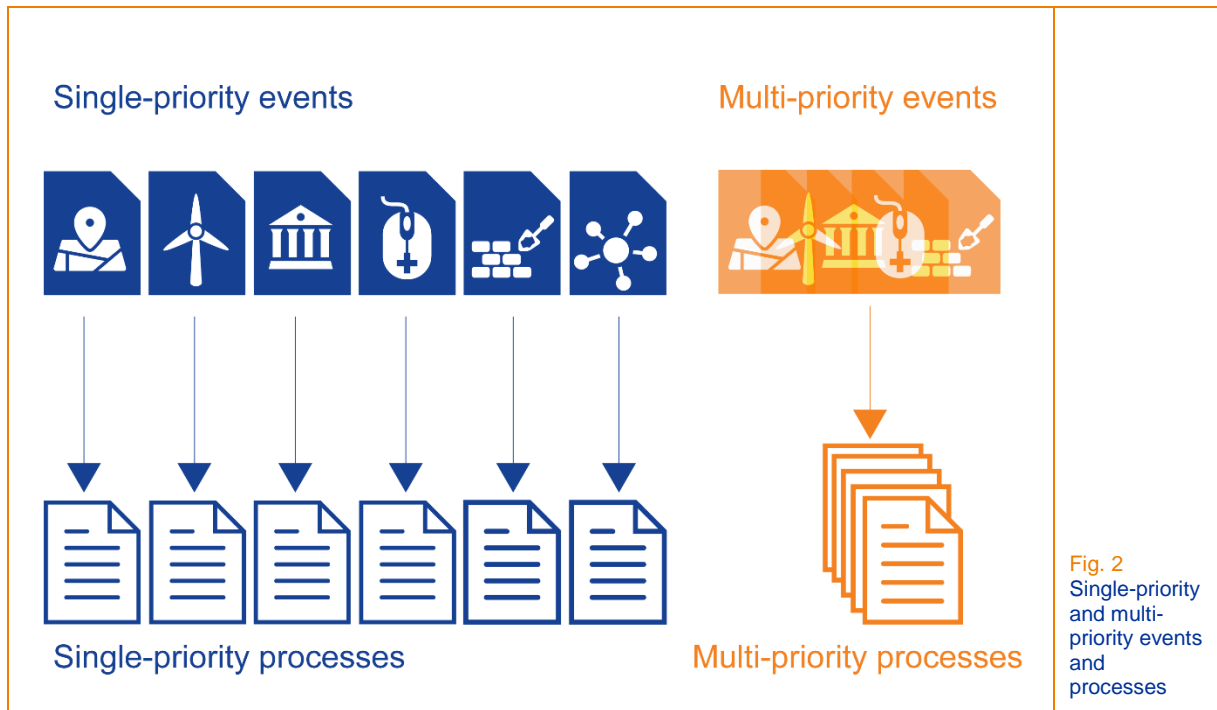 Single-priority events
Multi-priority events
Single-priority processes
Multi-priority processes
Fig. 2
Single-priority
and multi-
priority events
and
processes